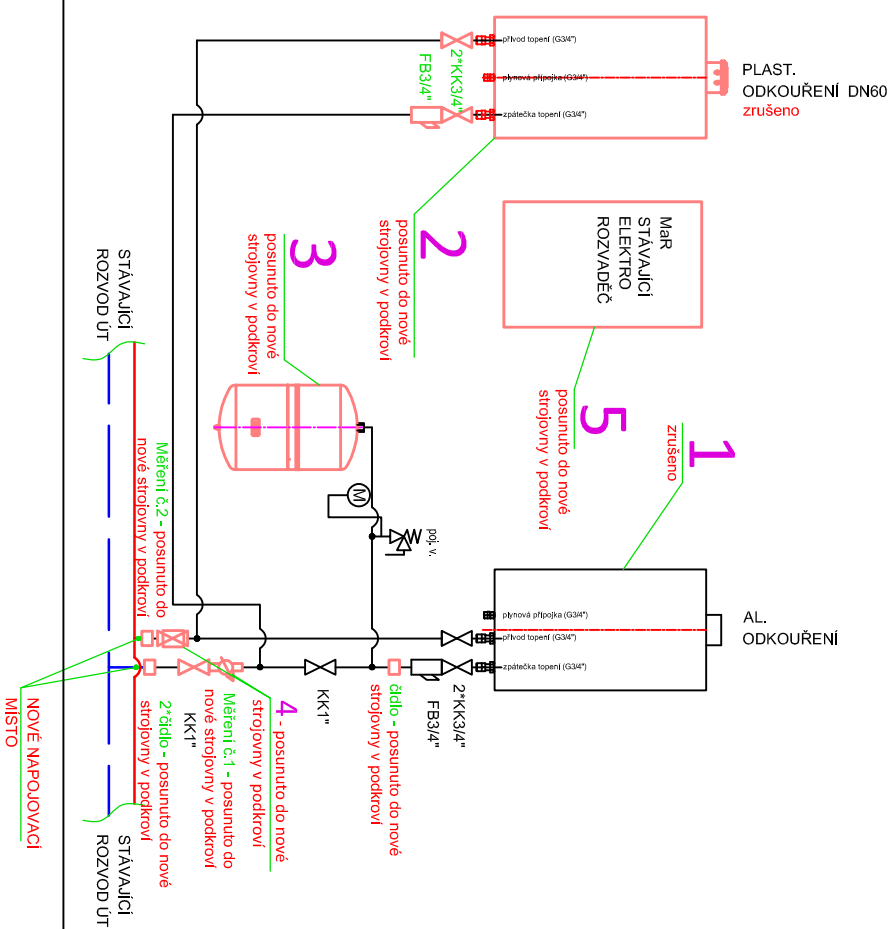 přívod topení (G3/4")
plynová přípojka (G3/4")
zpátečka topení (G3/4")
2*KK3/4"
FB3/4"
PLAST.
ODKOUŘENÍ DN60
zrušeno
2
posunuto do nové
strojovny v podkroví
MaR
STÁVAJÍCÍ
ELEKTRO
ROZVADĚČ
5
posunuto do nové
strojovny v podkroví
3
posunuto do nové
strojovny v podkroví
1
zrušeno
M
poj. v.
STÁVAJÍCÍ
ROZVOD ÚT
plynová přípojka (G3/4")
přívod topení (G3/4")
zpátečka topení (G3/4")
AL.
ODKOUŘENÍ
2*KK3/4"
FB3/4"
čidlo - posunuto do nové
strojovny v podkroví
KK1"
4 - posunuto do nové
strojovny v podkroví
Měření č.1 - posunuto do
nové strojovny v podkroví
KK1"
2*čidlo - posunuto do nové
strojovny v podkroví
Měření č.2 - posunuto do
nové strojovny v podkroví
NOVÉ NAPOJOVACÍ
MÍSTO
STÁVAJÍCÍ
ROZVOD ÚT